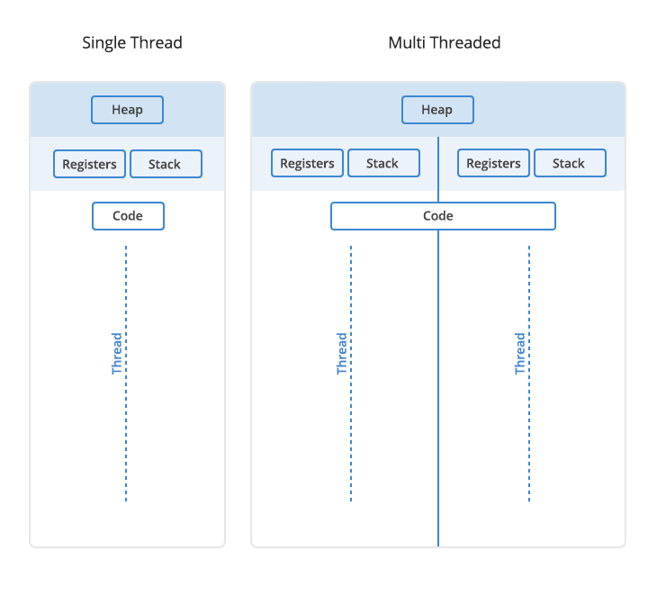 Single Thread
Multi Threaded
Heap
Registers Stack
Code
Thread
Heap
Registers Stack Registers Stack
Code
Thread Thread